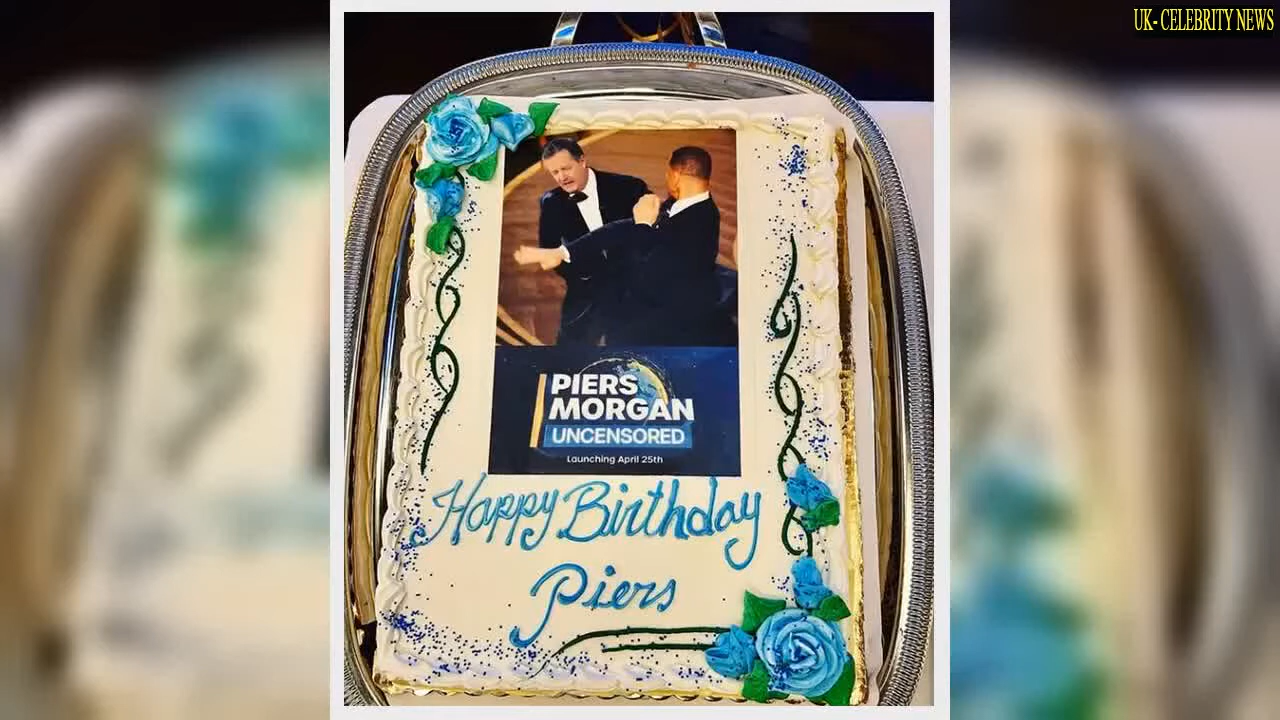 UK- CELEBRITY NEWS
PIERS
MORGAN
UNCENSORED
Launching April 25th
Happy Birthday
Piers